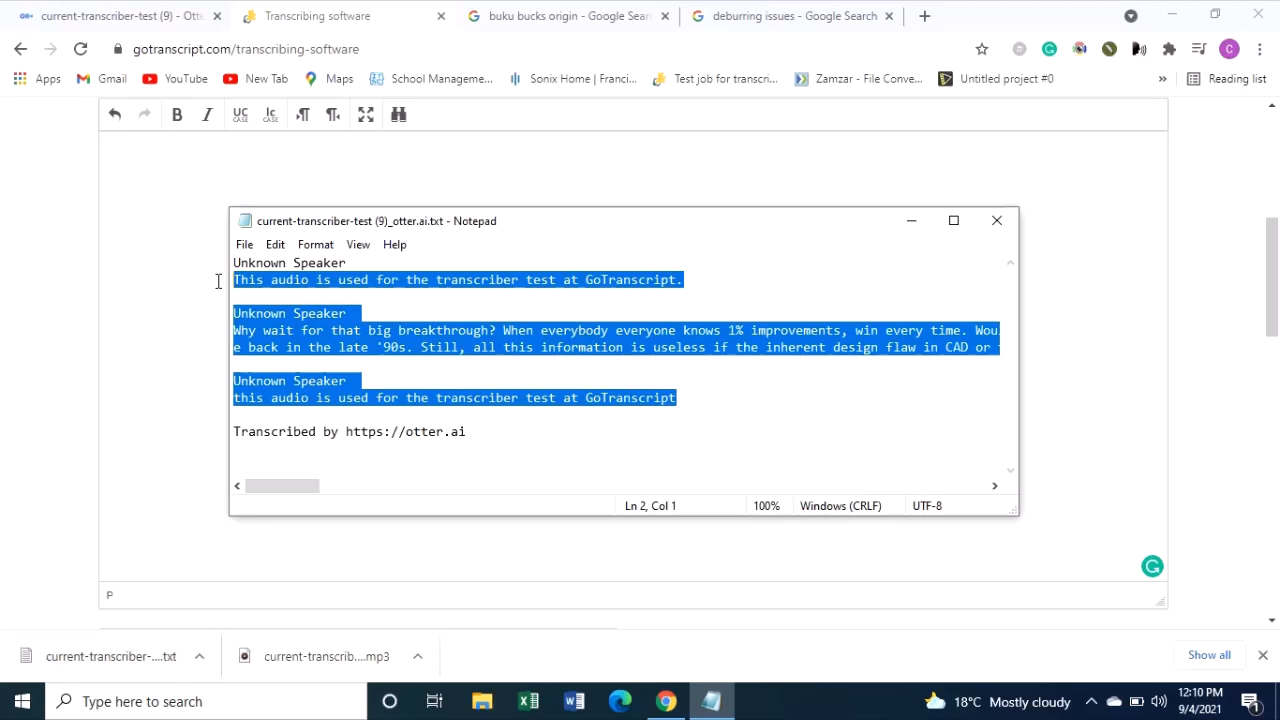 current-transcriber-test (9) - Otte
Transcribing software
buku bucks origin - Google Sear
deburring issues - Google Search
gotranscript.com/transcribing-software
C
Apps
Gmail
YouTube
New Tab
Maps
School Manageme...
Sonix Home | Franci...
Test job for transcri...
Zamzar - File Conve...
Untitled project #0
»
Reading list
B I UC CASE lc CASE
current-transcriber-test (9)_otter.ai.txt - Notepad
File Edit Format View Help
Unknown Speaker
This audio is used for the transcriber test at GoTranscript.
Unknown Speaker
Why wait for that big breakthrough? When everybody everyone knows 1% improvements, win every time. Wou
e back in the late '90s. Still, all this information is useless if the inherent design flaw in CAD or
Unknown Speaker
this audio is used for the transcriber test at GoTranscript
Transcribed by https://otter.ai
Ln 2, Col 1
100%
Windows (CRLF)
UTF-8
P
current-transcriber-....txt
current-transcrib....mp3
Show all
Type here to search
18°C Mostly cloudy
12:10 PM
9/4/2021
1